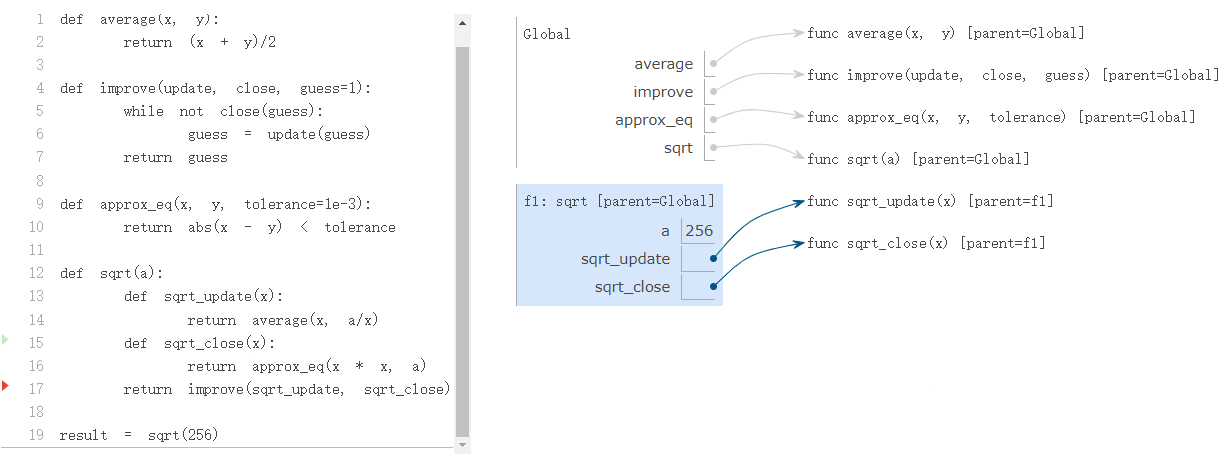 1 def average(x, y):
2 return (x + y)/2
3
4 def improve(update, close, guess=1):
5 while not close(guess):
6 guess = update(guess)
7 return guess
8
9 def approx_eq(x, y, tolerance=1e-3):
10 return abs(x - y) < tolerance
11
12 def sqrt(a):
13 def sqrt_update(x):
14 return average(x, a/x)
15 def sqrt_close(x):
16 return approx_eq(x * x, a)
17 return improve(sqrt_update, sqrt_close)
18
19 result = sqrt(256)
Global
average
improve
approx_eq
sqrt
f1: sqrt [parent=Global]
a 256
sqrt_update
sqrt_close
func average(x, y) [parent=Global]
func improve(update, close, guess) [parent=Global]
func approx_eq(x, y, tolerance) [parent=Global]
func sqrt(a) [parent=Global]
func sqrt_update(x) [parent=f1]
func sqrt_close(x) [parent=f1]